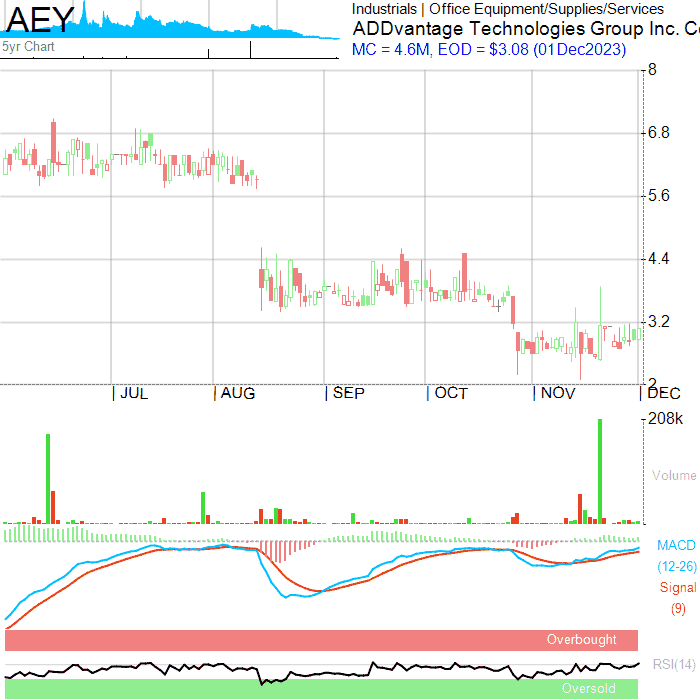 AEY
5yr Chart
Industrials | Office Equipment/Supplies/Services
ADDvantage Technologies Group Inc. Co
MC = 4.6M, EOD = $3.08 (01Dec2023)
8
6.8
5.6
4.4
3.2
2
JUL
AUG
SEP
OCT
NOV
DEC
208k
Volume
MACD
(12-26)
Signal
(9)
Overbought
RSI(14)
Oversold